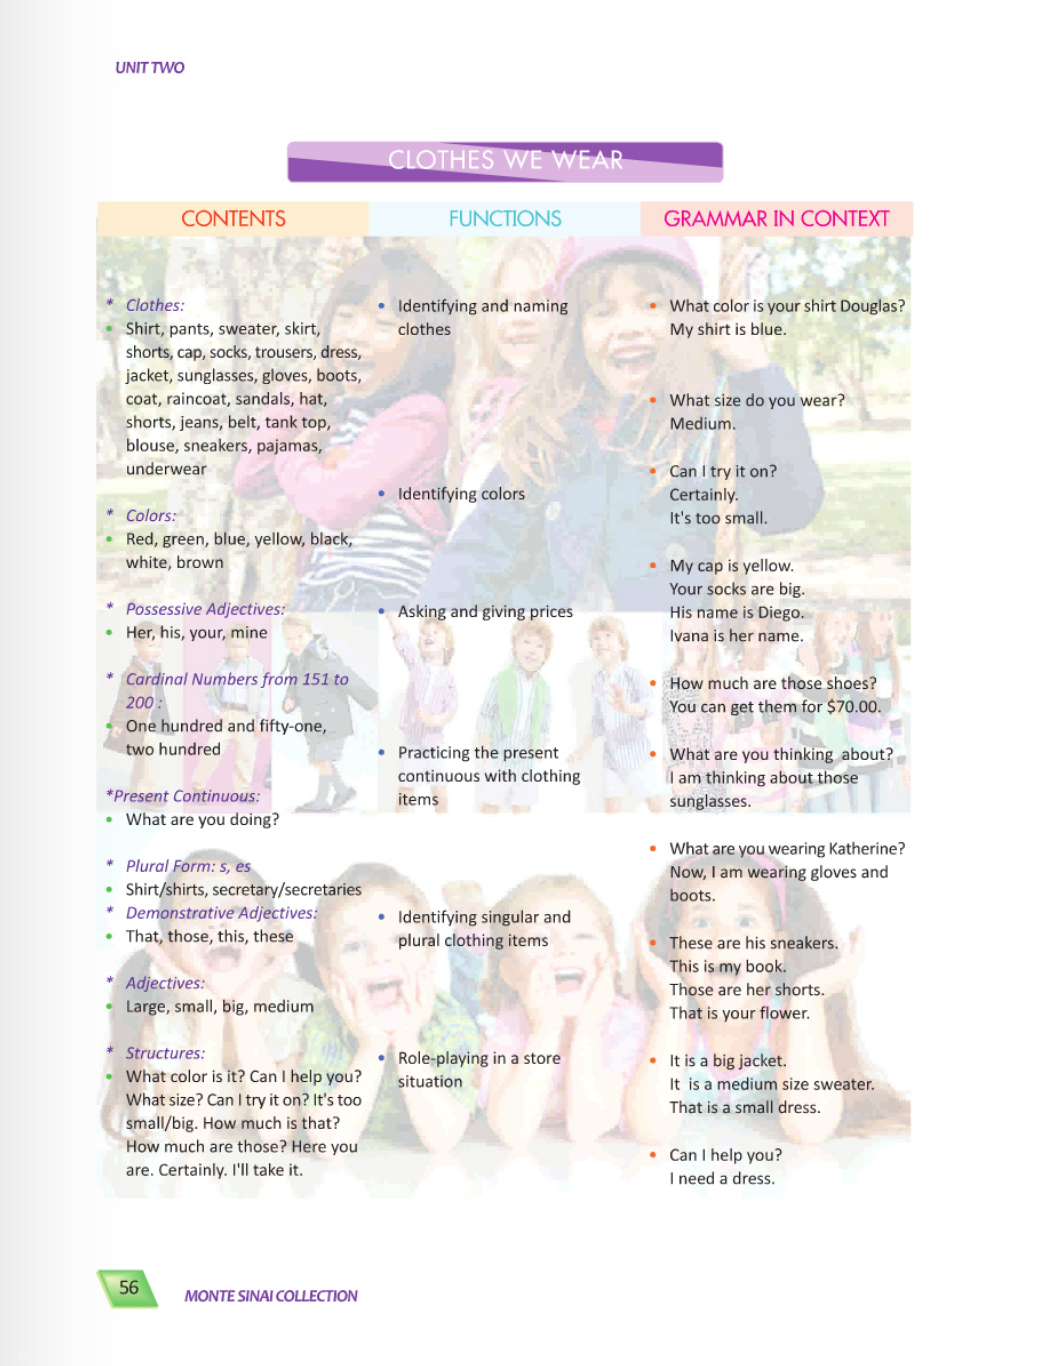 UNIT TWO
CLOTHES WE WEAR
CONTENTS
* Clothes:
• Shirt, pants, sweater, skirt,
shorts, cap, socks, trousers, dress,
jacket, sunglasses, gloves, boots,
coat, raincoat, sandals, hat,
shorts, jeans, belt, tank top,
blouse, sneakers, pajamas,
underwear
* Colors:
• Red, green, blue, yellow, black,
white, brown
* Possessive Adjectives:
• Her, his, your, mine
* Cardinal Numbers from 151 to
200 :
• One hundred and fifty-one,
two hundred
*Present Continuous:
• What are you doing?
* Plural Form: s, es
• Shirt/shirts, secretary/secretaries
* Demonstrative Adjectives:
• That, those, this, these
* Adjectives:
• Large, small, big, medium
* Structures:
• What color is it? Can I help you?
What size? Can I try it on? It's too
small/big. How much is that?
How much are those? Here you
are. Certainly. I'll take it.
FUNCTIONS
• Identifying and naming
clothes
• Identifying colors
• Asking and giving prices
• Practicing the present
continuous with clothing
items
• Identifying singular and
plural clothing items
• Role-playing in a store
situation
GRAMMAR IN CONTEXT
• What color is your shirt Douglas?
My shirt is blue.
• What size do you wear?
Medium.
• Can I try it on?
Certainly.
It's too small.
• My cap is yellow.
Your socks are big.
His name is Diego.
Ivana is her name.
• How much are those shoes?
You can get them for $70.00.
• What are you thinking about?
I am thinking about those
sunglasses.
• What are you wearing Katherine?
Now, I am wearing gloves and
boots.
• These are his sneakers.
This is my book.
Those are her shorts.
That is your flower.
• It is a big jacket.
It is a medium size sweater.
That is a small dress.
• Can I help you?
I need a dress.
56
MONTE SINAI COLLECTION